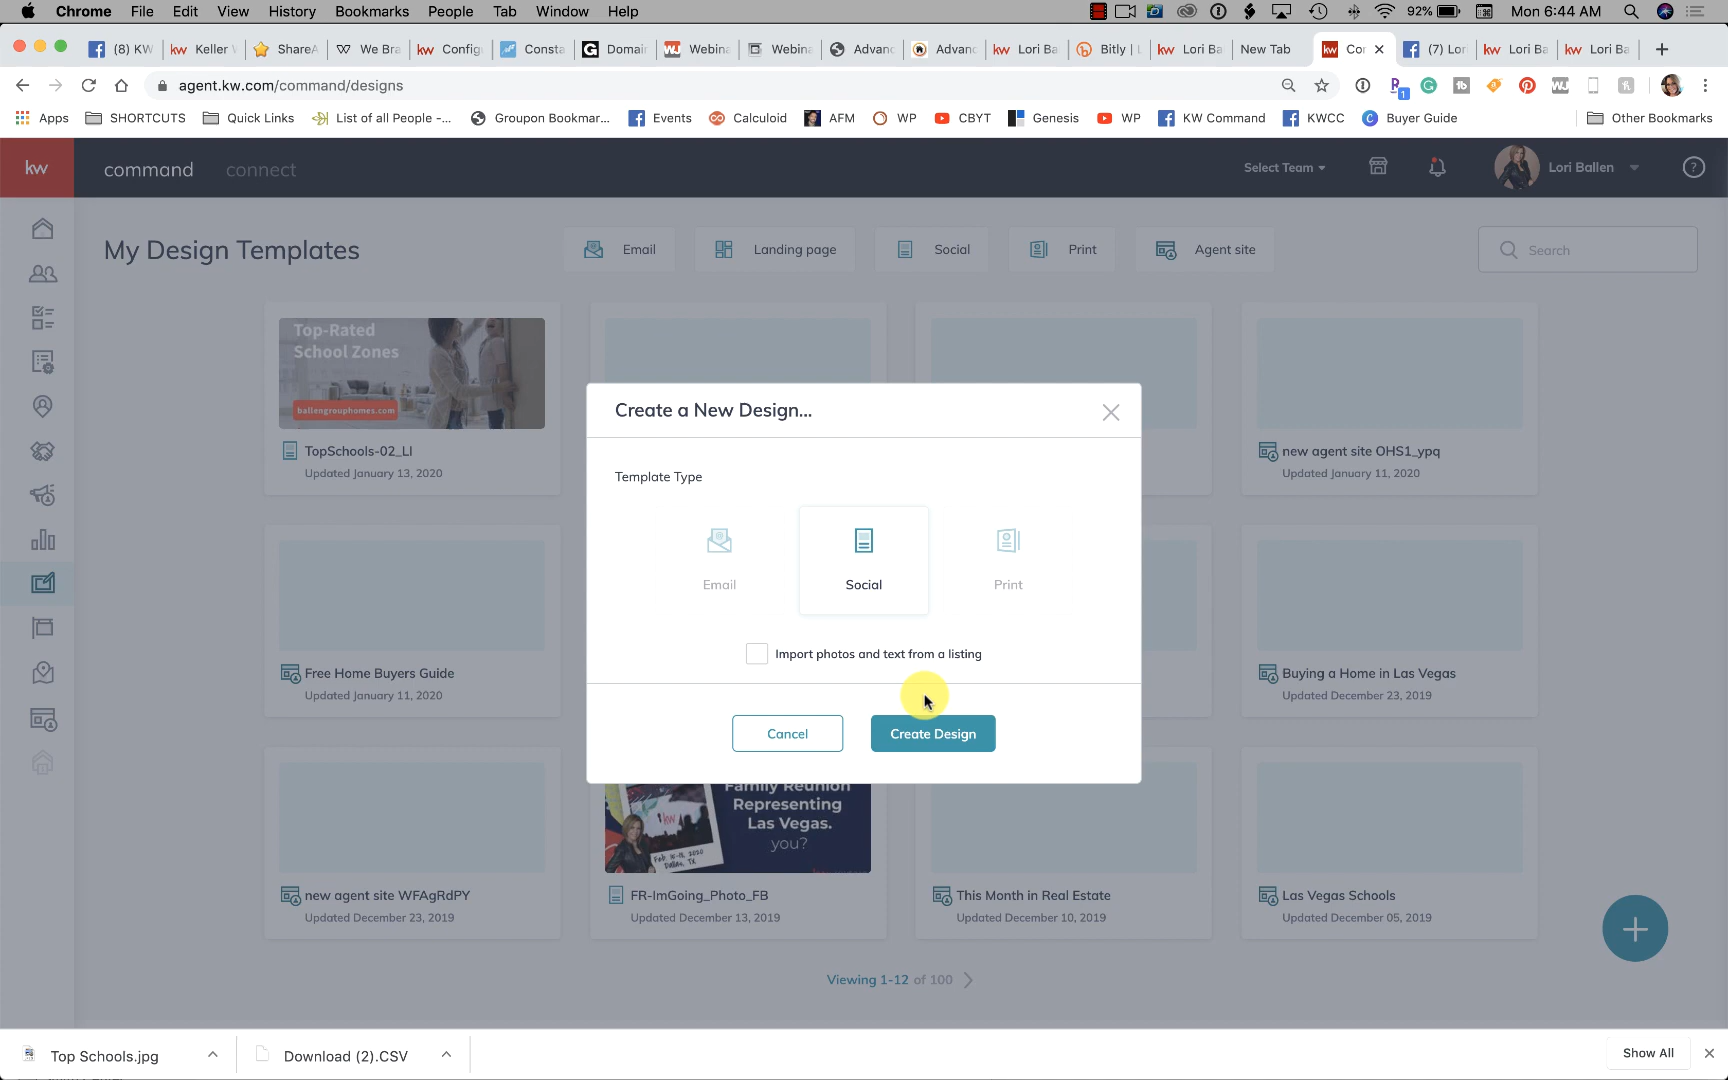 Chrome File Edit View History Bookmarks People Tab Window Help 92% Mon 6:44 AM
(8) KW Keller ShareA We Bra Config Consta Domain Webina Webina Advanc Advanc Lori Ba Bitly | L Lori Ba New Tab Cor (7) Lori Lori Ba Lori Ba
agent.kw.com/command/designs
Apps SHORTCUTS Quick Links List of all People -... Groupon Bookmar... Events Calculoid AFM WP CBYT Genesis WP KW Command KWCC Buyer Guide Other Bookmarks
kw command connect Select Team Lori Ballen
My Design Templates Email Landing page Social Print Agent site Search
Top-Rated
School Zones
ballengrouphomes.com
TopSchools-02_LI
Updated January 13, 2020
new agent site OHS1_ypq
Updated January 11, 2020
Create a New Design...
Template Type
Email Social Print
Import photos and text from a listing
Cancel Create Design
Free Home Buyers Guide
Updated January 11, 2020
Buying a Home in Las Vegas
Updated December 23, 2019
Family Reunion
Representing
Las Vegas.
you?
kw
Feb. 15-18, 2020
Dallas, TX
new agent site WFAgRdPY
Updated December 23, 2019
FR-ImGoing_Photo_FB
Updated December 13, 2019
This Month in Real Estate
Updated December 10, 2019
Las Vegas Schools
Updated December 05, 2019
Viewing 1-12 of 100
Top Schools.jpg Download (2).CSV Show All